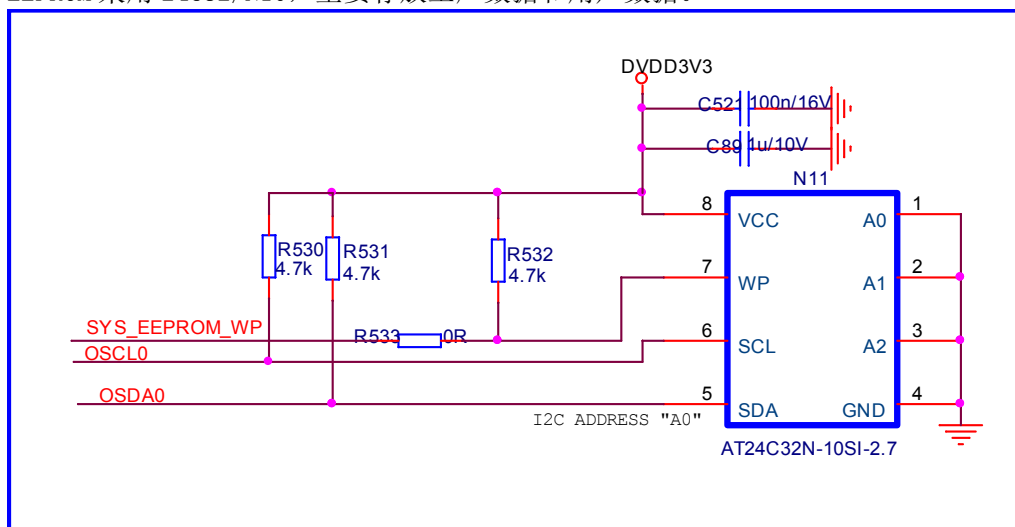 DVDD3V3
C521 100n/16V
C89 1u/10V
N11
8 VCC A0 1
R530 4.7k
R531 4.7k
R532 4.7k
7 WP A1 2
SYS_EEPROM_WP
R533 0R
6 SCL A2 3
OSCL0
OSDA0
5 SDA GND 4
I2C ADDRESS "A0"
AT24C32N-10SI-2.7